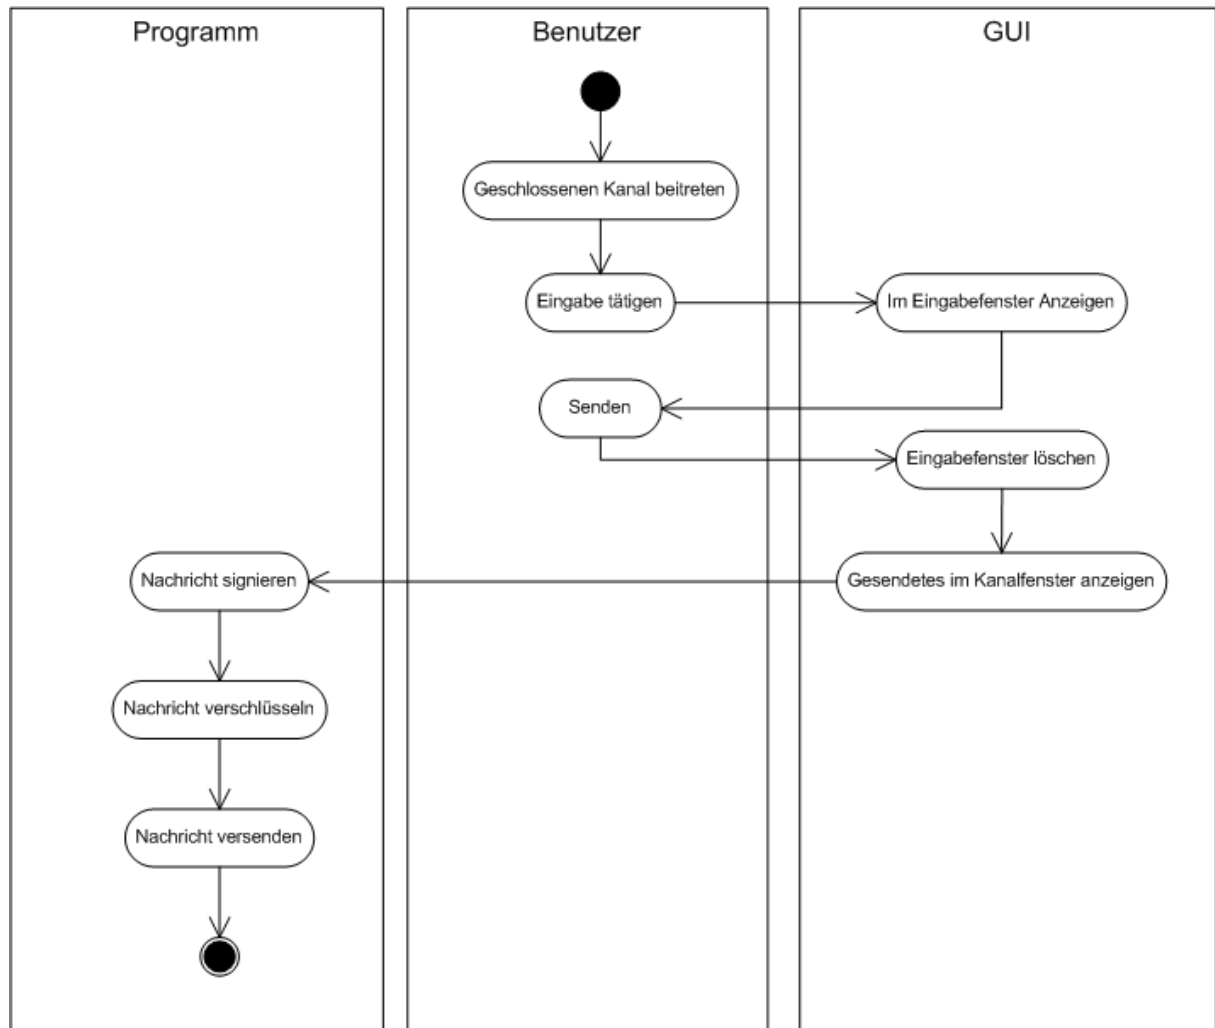 Programm
Benutzer
GUI
Geschlossenen Kanal beitreten
Eingabe tätigen
Im Eingabefenster Anzeigen
Senden
Eingabefenster löschen
Gesendetes im Kanalfenster anzeigen
Nachricht signieren
Nachricht verschlüsseln
Nachricht versenden